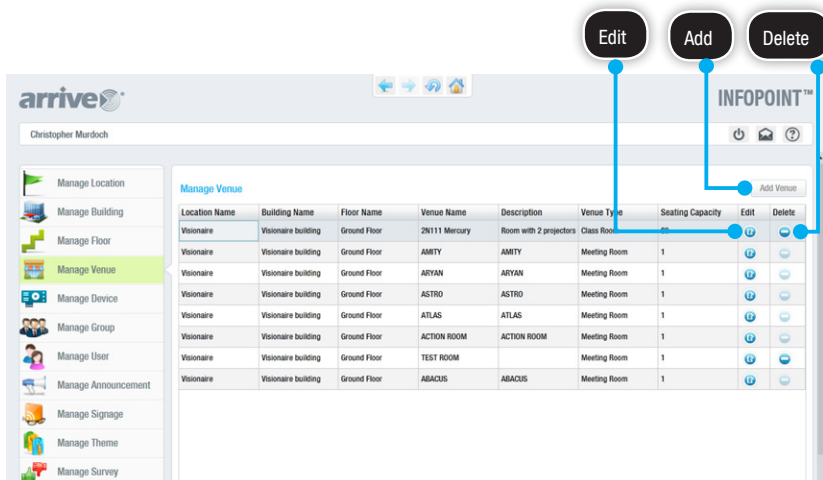 Edit Add Delete
arrive
INFOPOINT™
Christopher Murdoch
Manage Location
Manage Building
Manage Floor
Manage Venue
Manage Device
Manage Group
Manage User
Manage Announcement
Manage Signage
Manage Theme
Manage Survey
Manage Venue Add Venue
Location Name Building Name Floor Name Venue Name Description Venue Type Seating Capacity Edit Delete
Visionaire Visionaire building Ground Floor 2N111 Mercury Room with 2 projectors Class Room
Visionaire Visionaire building Ground Floor AMITY AMITY Meeting Room 1
Visionaire Visionaire building Ground Floor ARYAN ARYAN Meeting Room 1
Visionaire Visionaire building Ground Floor ASTRO ASTRO Meeting Room 1
Visionaire Visionaire building Ground Floor ATLAS ATLAS Meeting Room 1
Visionaire Visionaire building Ground Floor ACTION ROOM ACTION ROOM Meeting Room 1
Visionaire Visionaire building Ground Floor TEST ROOM Meeting Room 1
Visionaire Visionaire building Ground Floor ABACUS ABACUS Meeting Room 1